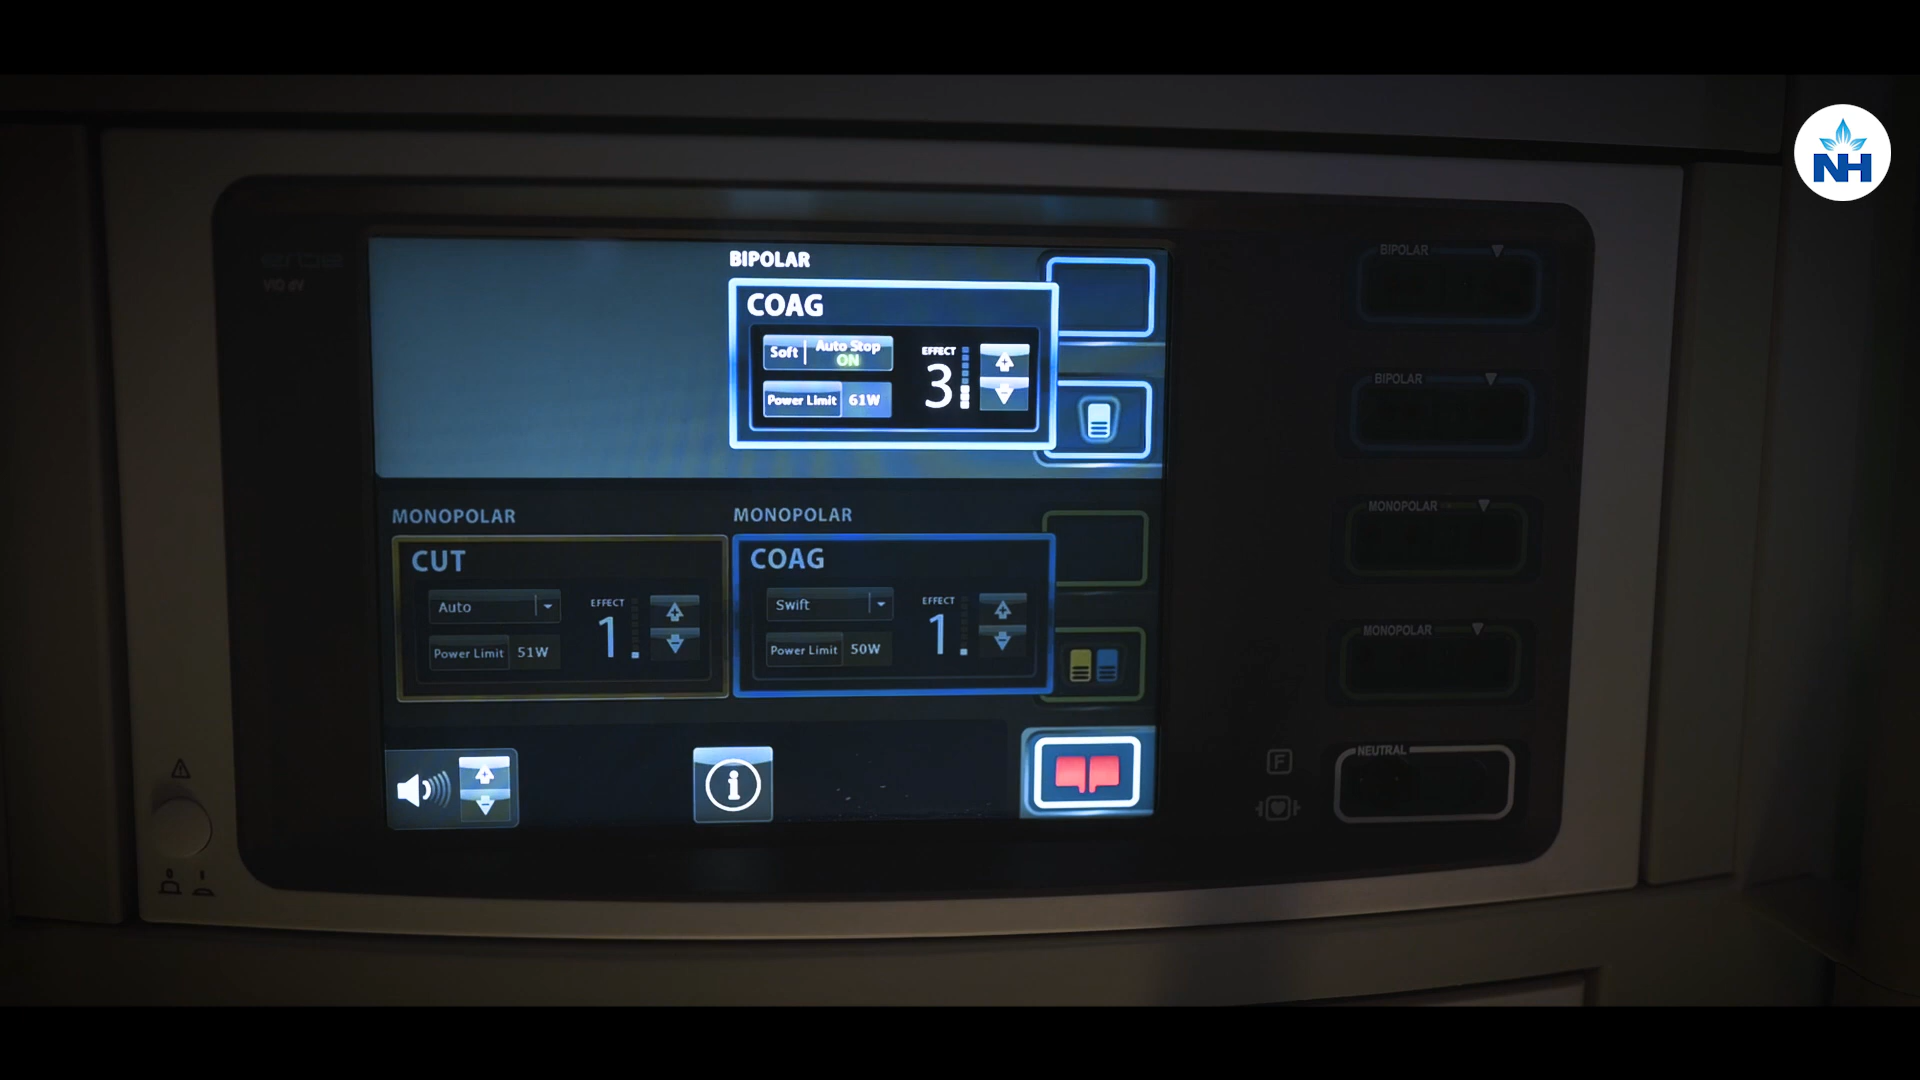 NH
BIPOLAR
BIPOLAR
COAG
Soft
Auto Stop
ON
EFFECT
3
Power Limit 61W
BIPOLAR
MONOPOLAR
MONOPOLAR
MONOPOLAR
CUT
COAG
Auto
EFFECT
1
Power Limit 51W
Swift
EFFECT
1
Power Limit 50W
MONOPOLAR
NEUTRAL
F
i